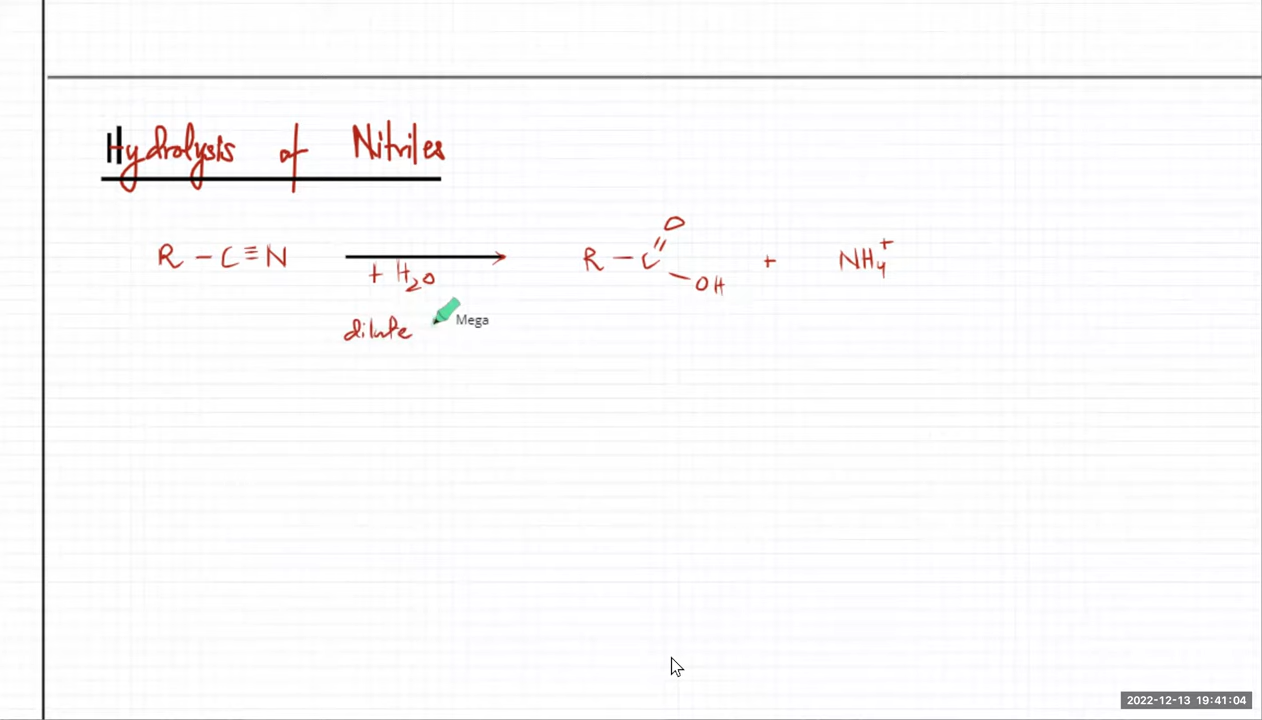 Hydrolysis of Nitriles
R – C≡N + H₂O R – C = O – OH + NH₄⁺
dilute
Mega
2022-12-13 19:41:04